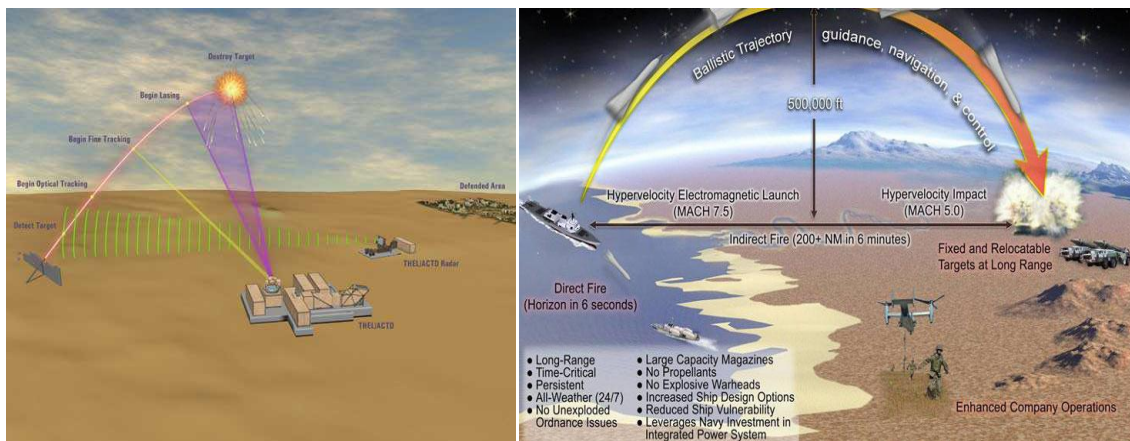 Destroy Target
Begin Lasing
Begin Fine Tracking
Begin Optical Tracking
Defended Area
Detect Target
THEL/ACTD Radar
THEL/ACTD
Ballistic Trajectory
guidance, navigation, & control
500,000 ft
Hypervelocity Electromagnetic Launch
(MACH 7.5)
Hypervelocity Impact
(MACH 5.0)
Indirect Fire (200+ NM in 6 minutes)
Fixed and Relocatable
Targets at Long Range
Direct Fire
(Horizon in 6 seconds)
● Long-Range
● Time-Critical
● Persistent
● All-Weather (24/7)
● No Unexploded
Ordnance Issues
● Large Capacity Magazines
● No Propellants
● No Explosive Warheads
● Increased Ship Design Options
● Reduced Ship Vulnerability
● Leverages Navy Investment in
Integrated Power System
Enhanced Company Operations